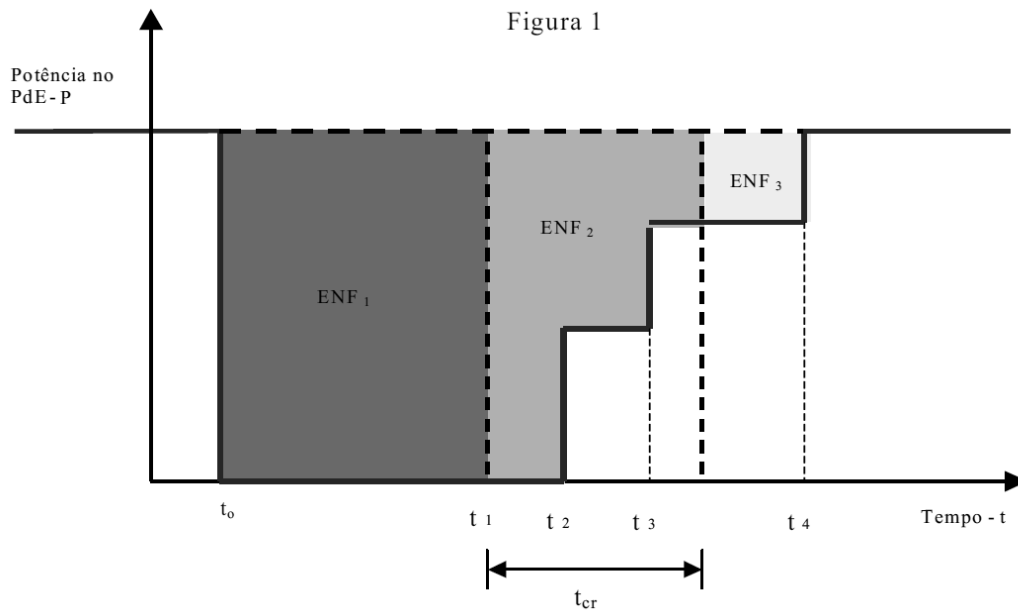 Figura 1
Potência no
PdE-P
ENF 1
ENF 2
ENF 3
to
t 1
t 2
t 3
t 4
Tempo - t
tcr